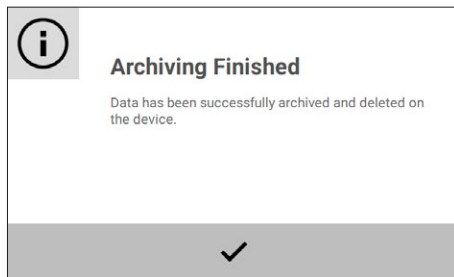 Archiving Finished
Data has been successfully archived and deleted on
the device.